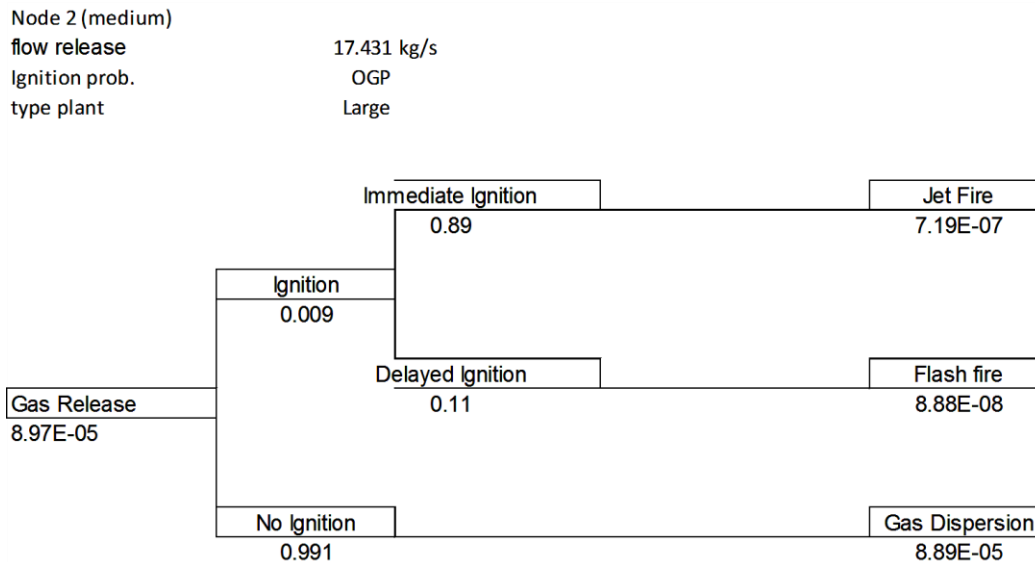 Node 2 (medium)
flow release 17.431 kg/s
Ignition prob. OGP
type plant Large
Immediate Ignition Jet Fire
0.89 7.19E-07
Ignition
0.009
Delayed Ignition Flash fire
0.11 8.88E-08
Gas Release
8.97E-05
No Ignition Gas Dispersion
0.991 8.89E-05